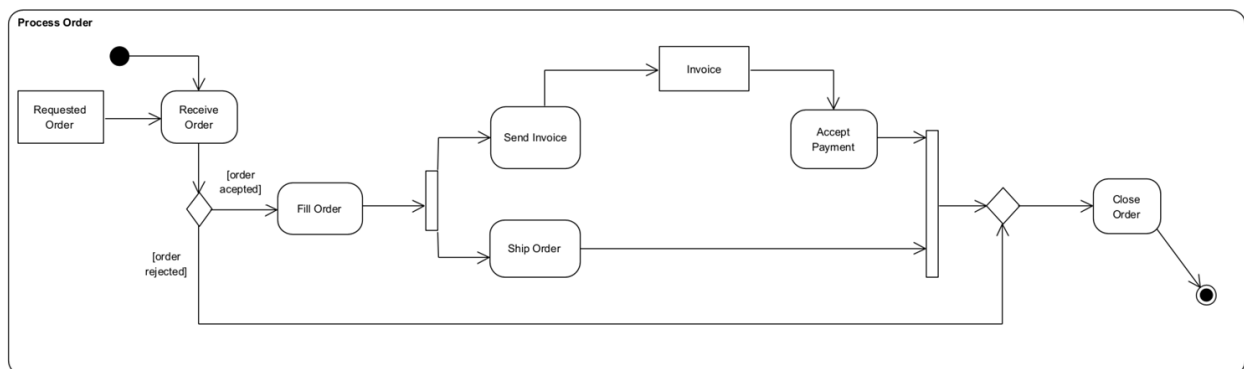 Process Order
Requested
Order
Receive
Order
[order
acepted]
[order
rejected]
Fill Order
Send Invoice
Ship Order
Invoice
Accept
Payment
Close
Order